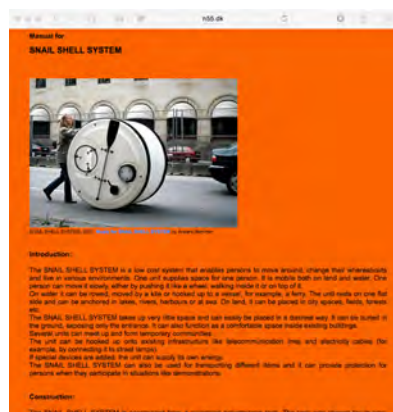 n55.dk
Manual for
SNAIL SHELL SYSTEM
Introduction:
The SNAIL SHELL SYSTEM is a low cost system that enables persons to move around, change their whereabouts
and live in various environments. One unit supplies space for one person. It is mobile both on land and water. One
person can move it slowly, either by pushing it like a wheel, walking inside it or on top of it.
On water it can be rowed, moved by a kite or hooked up to a vessel, for example, a ferry. The unit rests on one flat
side and can be anchored in lakes, rivers, harbours or at sea. On land, it can be placed in city spaces, fields, forests
etc.
The SNAIL SHELL SYSTEM takes up very little space and can easily be placed in a discreet way. It can be buried in
the ground, exposing only the entrance. It can also function as a comfortable space inside existing buildings.
Several units can meet up and form temporary communities.
The unit can be hooked up onto existing infrastructure like telecommunication lines and electricity cables (for
example, by connecting it to street lamps).
If special devices are added, the unit can supply its own energy.
The SNAIL SHELL SYSTEM can also be used for transporting different items and it can provide protection for
persons when they participate in situations like demonstrations.
Construction: